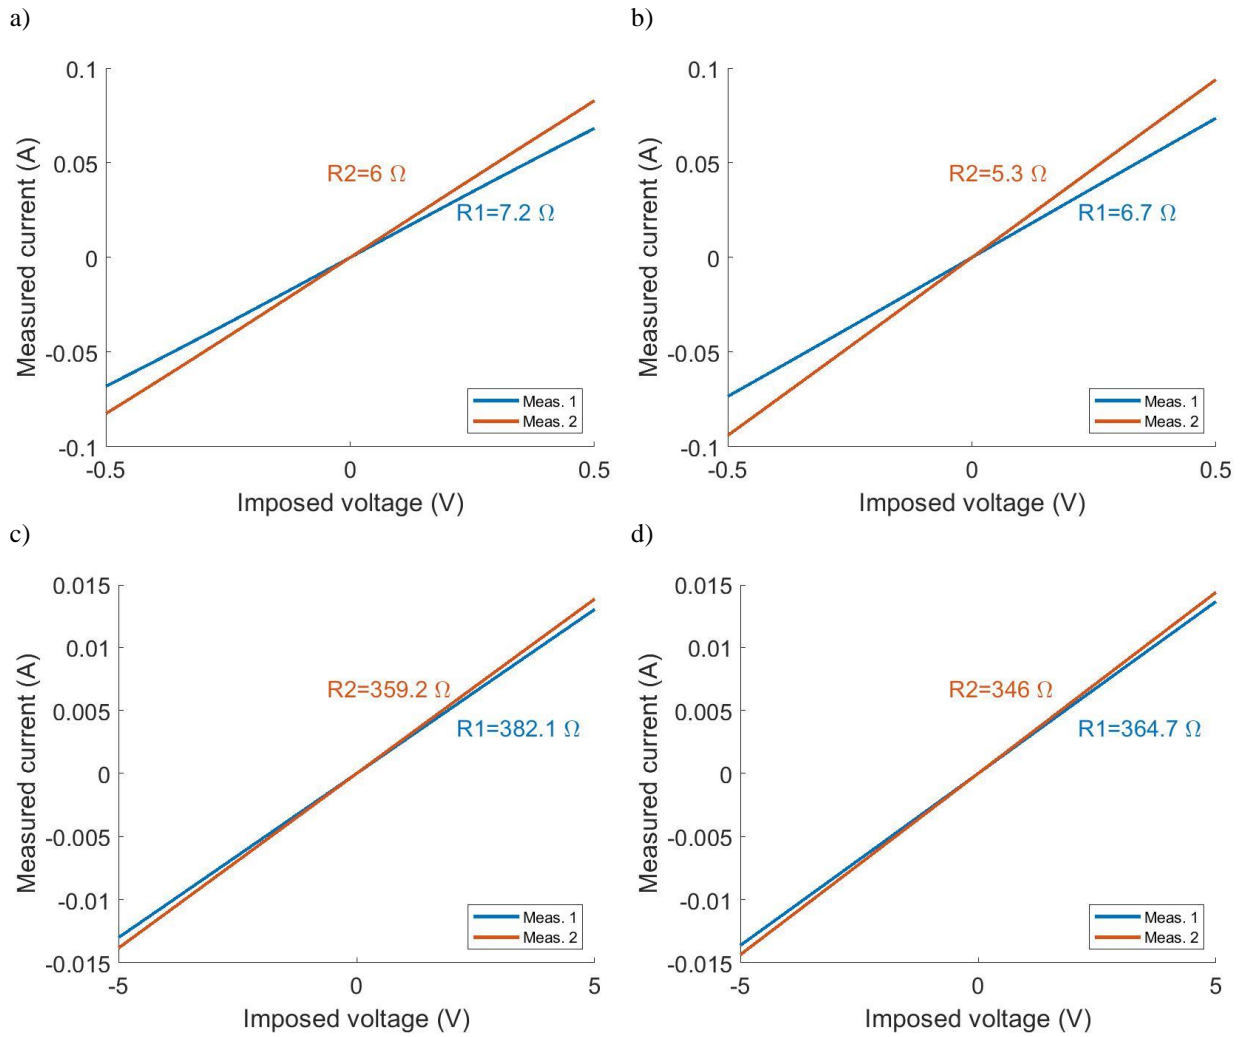 a)
0.1
0.05
0
-0.05
-0.1
Measured current (A)
R2=6 Ω
R1=7.2 Ω
Meas. 1
Meas. 2
-0.5
0
0.5
Imposed voltage (V)
b)
0.1
0.05
0
-0.05
-0.1
Measured current (A)
R2=5.3 Ω
R1=6.7 Ω
Meas. 1
Meas. 2
-0.5
0
0.5
Imposed voltage (V)
c)
0.015
0.01
0.005
0
-0.005
-0.01
-0.015
Measured current (A)
R2=359.2 Ω
R1=382.1 Ω
Meas. 1
Meas. 2
-5
0
5
Imposed voltage (V)
d)
0.015
0.01
0.005
0
-0.005
-0.01
-0.015
Measured current (A)
R2=346 Ω
R1=364.7 Ω
Meas. 1
Meas. 2
-5
0
5
Imposed voltage (V)